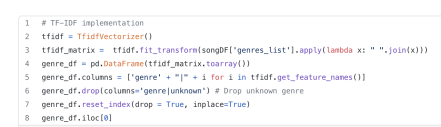 1 # TF-IDF implementation
2 tfidf = TfidfVectorizer()
3 tfidf_matrix =  tfidf.fit_transform(songDF['genres_list'].apply(lambda x: " ".join(x)))
4 genre_df = pd.DataFrame(tfidf_matrix.toarray())
5 genre_df.columns = ['genre' + "|" + i for i in tfidf.get_feature_names()]
6 genre_df.drop(columns='genre|unknown') # Drop unknown genre
7 genre_df.reset_index(drop = True, inplace=True)
8 genre_df.iloc[0]